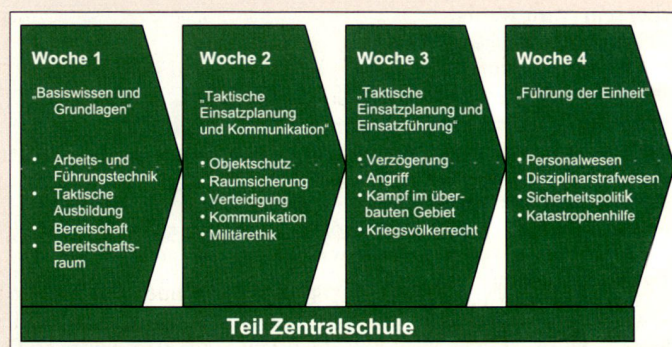 Woche 1
„Basiswissen und
Grundlagen“
• Arbeits- und
Führungstechnik
• Taktische
Ausbildung
• Bereitschaft
• Bereitschafts-
raum
Woche 2
„Taktische
Einsatzplanung
und Kommunikation“
• Objektschutz
• Raumsicherung
• Verteidigung
• Kommunikation
• Militärethik
Woche 3
„Taktische
Einsatzplanung und
Einsatzführung“
• Verzögerung
• Angriff
• Kampf im über-
bauten Gebiet
• Kriegsvölkerrecht
Woche 4
„Führung der Einheit“
• Personalwesen
• Disziplinarstrafwesen
• Sicherheitspolitik
• Katastrophenhilfe
Teil Zentralschule